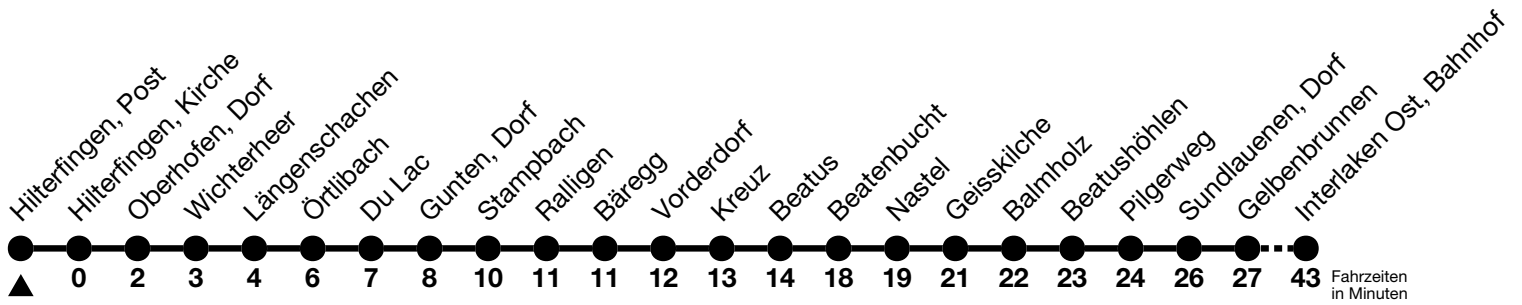 Hilterfingen, Post
Hilterfingen, Kirche
Oberhofen, Dorf
Wichterheer
Längenschachen
Örtlibach
Du Lac
Gunten, Dorf
Stampbach
Ralligen
Bäregg
Vorderdorf
Kreuz
Beatus
Beatenbucht
Nastel
Geisskilche
Balmholz
Beatushöhlen
Pilgerweg
Sundlauenen, Dorf
Gelbenbrunnen
Interlaken Ost, Bahnhof
0 2 3 4 6 7 8 10 11 11 12 13 14 18 19 21 22 23 24 26 27 43
Fahrzeiten
in Minuten